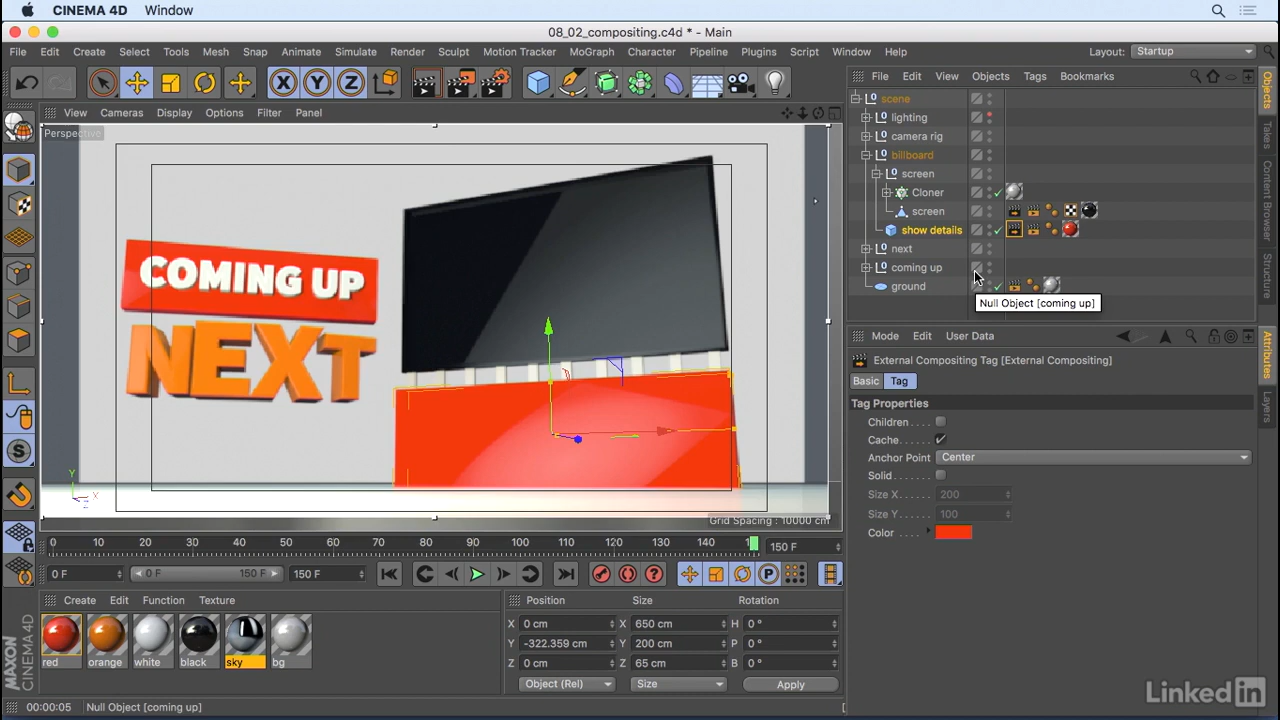 CINEMA 4D Window
08_02_compositing.c4d * - Main
File Edit Create Select Tools Mesh Snap Animate Simulate Render Sculpt Motion Tracker MoGraph Character Pipeline Plugins Script Window Help Layout: Startup
X Y Z
File Edit View Objects Tags Bookmarks
View Cameras Display Options Filter Panel
Perspective
scene
lighting
camera rig
billboard
screen
Cloner
screen
show details
next
coming up
ground
Null Object [coming up]
Objects
Takes
Content Browser
Structure
COMING UP
NEXT
Y
X
Z
Grid Spacing : 10000 cm
Mode Edit User Data
External Compositing Tag [External Compositing]
Basic Tag
Tag Properties
Children
Cache
Anchor Point Center
Solid
Size X 200
Size Y 100
Color
Attributes
Layers
0 10 20 30 40 50 60 70 80 90 100 110 120 130 140 150 F
0 F 0 F 150 F 150 F
Create Edit Function Texture
red orange white black sky bg
Position Size Rotation
X 0 cm X 650 cm H 0 °
Y -322.359 cm Y 200 cm P 0 °
Z 0 cm Z 65 cm B 0 °
Object (Rel) Size Apply
MAXON CINEMA 4D
00:00:05 Null Object [coming up]
LinkedIn